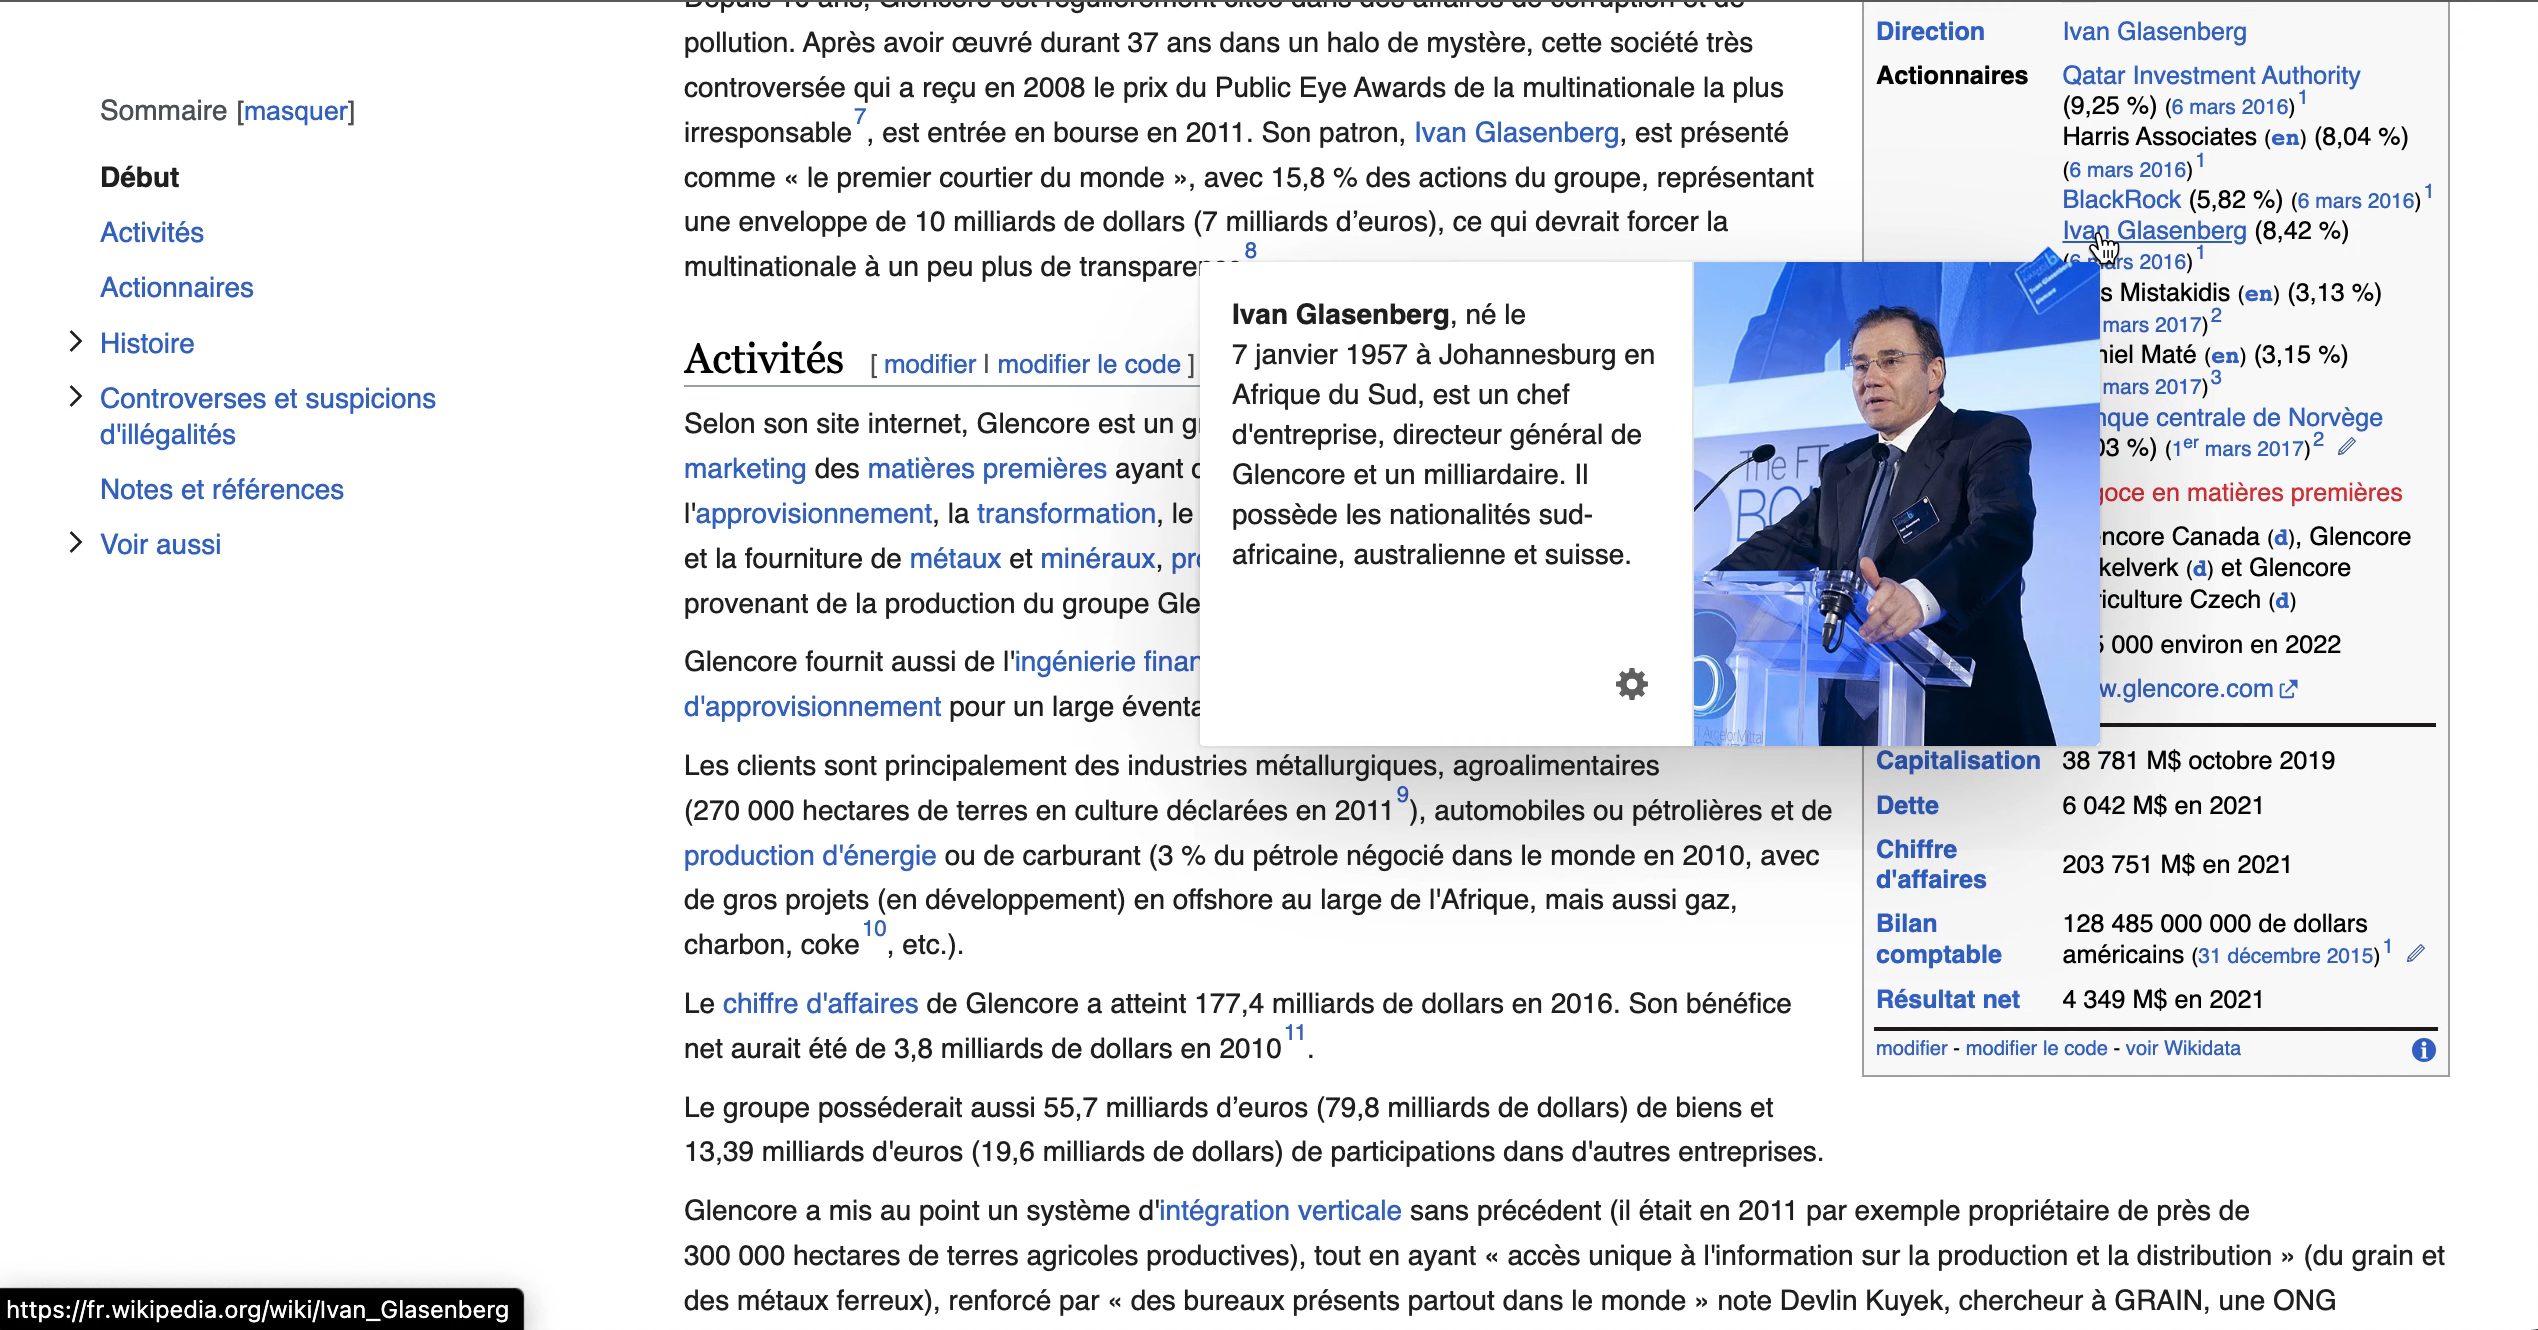 Sommaire [masquer]
Début
Activités
Actionnaires
Histoire
Controverses et suspicions
d'illégalités
Notes et références
Voir aussi
Depuis 10 ans, Glencore est régulièrement citée dans des affaires de corruption et de
pollution. Après avoir œuvré durant 37 ans dans un halo de mystère, cette société très
controversée qui a reçu en 2008 le prix du Public Eye Awards de la multinationale la plus
irresponsable7, est entrée en bourse en 2011. Son patron, Ivan Glasenberg, est présenté
comme « le premier courtier du monde », avec 15,8 % des actions du groupe, représentant
une enveloppe de 10 milliards de dollars (7 milliards d’euros), ce qui devrait forcer la
multinationale à un peu plus de 8
Activités [ modifier | modifier le code ]
Selon son site internet, Glencore est un
marketing des matières premières ayant
l'approvisionnement, la transformation, le
et la fourniture de métaux et minéraux,
provenant de la production du groupe
Glencore fournit aussi de l'ingénierie
d'approvisionnement pour un large
Les clients sont principalement des industries métallurgiques, agroalimentaires
(270 000 hectares de terres en culture déclarées en 20119), automobiles ou pétrolières et de
production d'énergie ou de carburant (3 % du pétrole négocié dans le monde en 2010, avec
de gros projets (en développement) en offshore au large de l'Afrique, mais aussi gaz,
charbon, coke10, etc.).
Le chiffre d'affaires de Glencore a atteint 177,4 milliards de dollars en 2016. Son bénéfice
net aurait été de 3,8 milliards de dollars en 201011.
Le groupe posséderait aussi 55,7 milliards d’euros (79,8 milliards de dollars) de biens et
13,39 milliards d'euros (19,6 milliards de dollars) de participations dans d'autres entreprises.
Glencore a mis au point un système d'intégration verticale sans précédent (il était en 2011 par exemple propriétaire de près de
300 000 hectares de terres agricoles productives), tout en ayant « accès unique à l'information sur la production et la distribution » (du grain et
des métaux ferreux), renforcé par « des bureaux présents partout dans le monde » note Devlin Kuyek, chercheur à GRAIN, une ONG
Ivan Glasenberg, né le
7 janvier 1957 à Johannesburg en
Afrique du Sud, est un chef
d'entreprise, directeur général de
Glencore et un milliardaire. Il
possède les nationalités sud-
africaine, australienne et suisse.
The FT
ArcelorMittal
Direction Ivan Glasenberg
Actionnaires Qatar Investment Authority
(9,25 %) (6 mars 2016)1
Harris Associates (en) (8,04 %)
(6 mars 2016)1
BlackRock (5,82 %) (6 mars 2016)1
Ivan Glasenberg (8,42 %)
(6 mars 2016)1
Mistakidis (en) (3,13 %)
mars 2017)2
Maté (en) (3,15 %)
mars 2017)3
centrale de Norvège
%) (1er mars 2017)2
en matières premières
Canada (d), Glencore
(d) et Glencore
Czech (d)
000 environ en 2022
.glencore.com
Capitalisation 38 781 M$ octobre 2019
Dette 6 042 M$ en 2021
Chiffre
d'affaires 203 751 M$ en 2021
Bilan
comptable 128 485 000 000 de dollars
américains (31 décembre 2015)1
Résultat net 4 349 M$ en 2021
modifier - modifier le code - voir Wikidata
https://fr.wikipedia.org/wiki/Ivan_Glasenberg